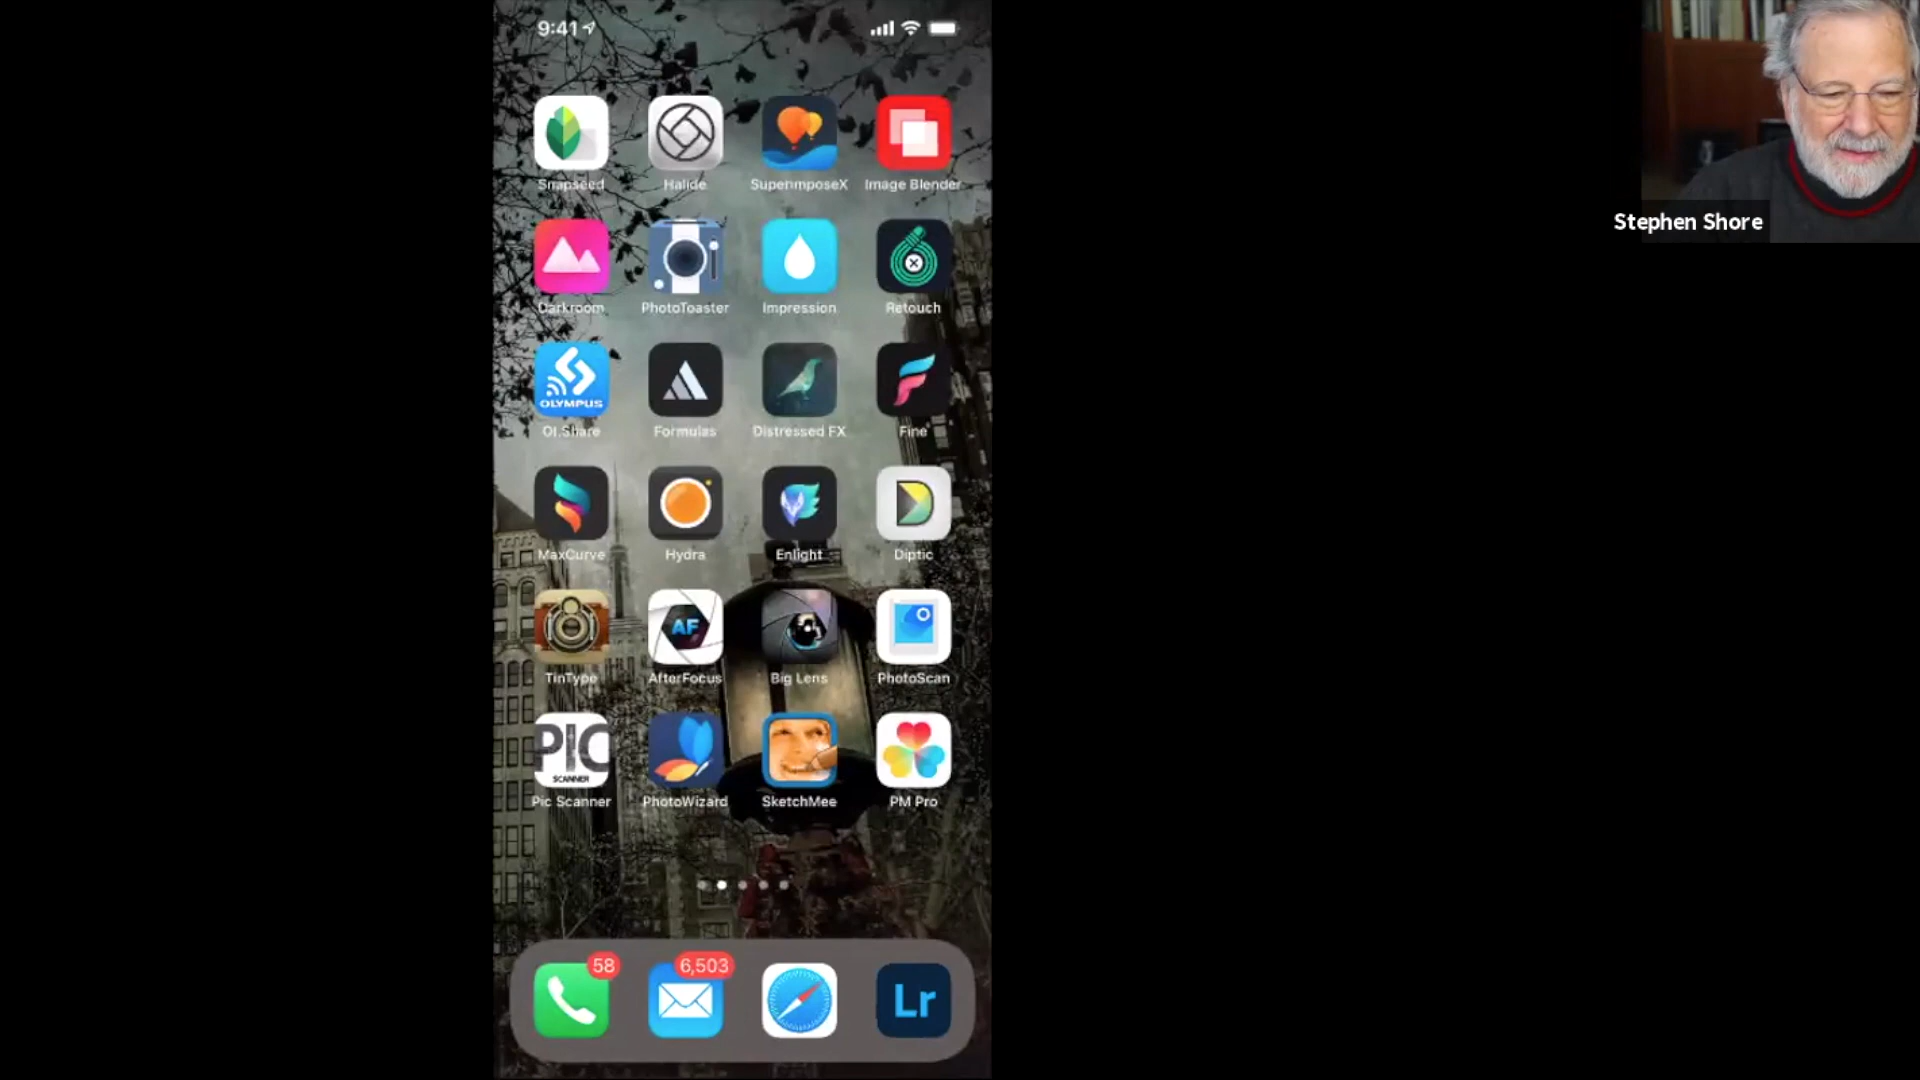 9:41
Snapseed Halide SuperimposeX Image Blender
Darkroom PhotoToaster Impression Retouch
OLYMPUS
OI.Share Formulas Distressed FX Fine
MaxCurve Hydra Enlight Diptic
AF
TinType AfterFocus Big Lens PhotoScan
PIC
SCANNER
Pic Scanner PhotoWizard SketchMee PM Pro
58 6,503
Lr
Stephen Shore